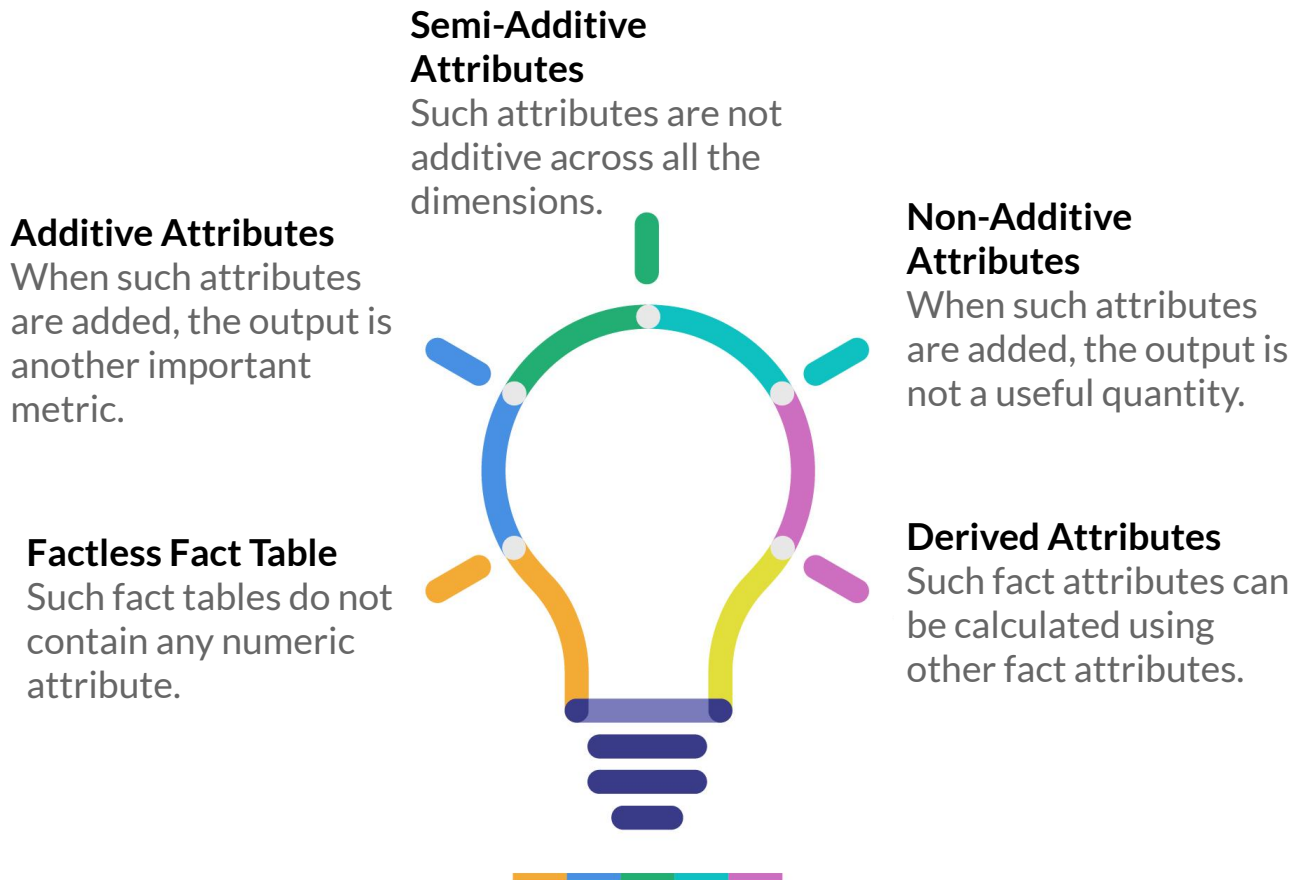 Semi-Additive
Attributes
Such attributes are not
additive across all the
dimensions.
Additive Attributes
When such attributes
are added, the output is
another important
metric.
Non-Additive
Attributes
When such attributes
are added, the output is
not a useful quantity.
Factless Fact Table
Such fact tables do not
contain any numeric
attribute.
Derived Attributes
Such fact attributes can
be calculated using
other fact attributes.